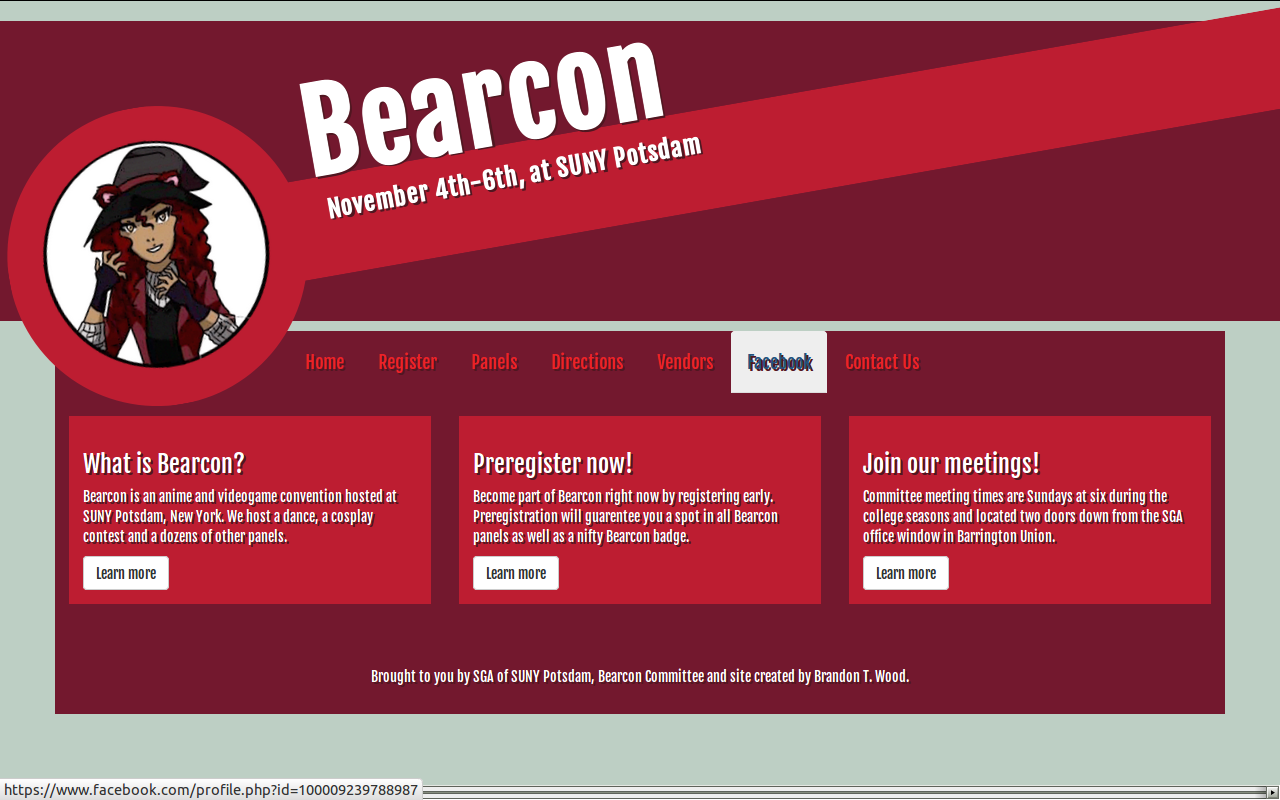 Bearcon
November 4th-6th, at SUNY Potsdam
Home Register Panels Directions Vendors Facebook Contact Us
What is Bearcon?
Bearcon is an anime and videogame convention hosted at
SUNY Potsdam, New York. We host a dance, a cosplay
contest and a dozens of other panels.
Learn more
Preregister now!
Become part of Bearcon right now by registering early.
Preregistration will guarentee you a spot in all Bearcon
panels as well as a nifty Bearcon badge.
Learn more
Join our meetings!
Committee meeting times are Sundays at six during the
college seasons and located two doors down from the SGA
office window in Barrington Union.
Learn more
Brought to you by SGA of SUNY Potsdam, Bearcon Committee and site created by Brandon T. Wood.
https://www.facebook.com/profile.php?id=100009239788987